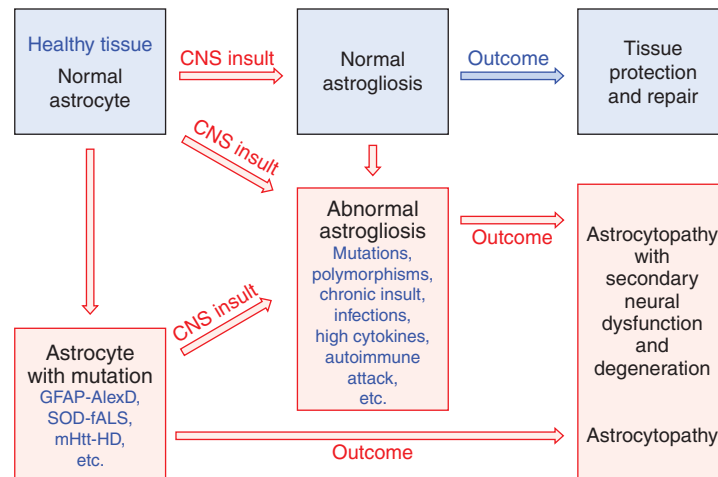 Healthy tissue
Normal
astrocyte
CNS insult
Normal
astrogliosis
Outcome
Tissue
protection
and repair
CNS insult
Abnormal
astrogliosis
Mutations,
polymorphisms,
chronic insult,
infections,
high cytokines,
autoimmune
attack,
etc.
Outcome
Astrocytopathy
with
secondary
neural
dysfunction
and
degeneration
CNS insult
Astrocyte
with mutation
GFAP-AlexD,
SOD-fALS,
mHtt-HD,
etc.
Outcome
Astrocytopathy